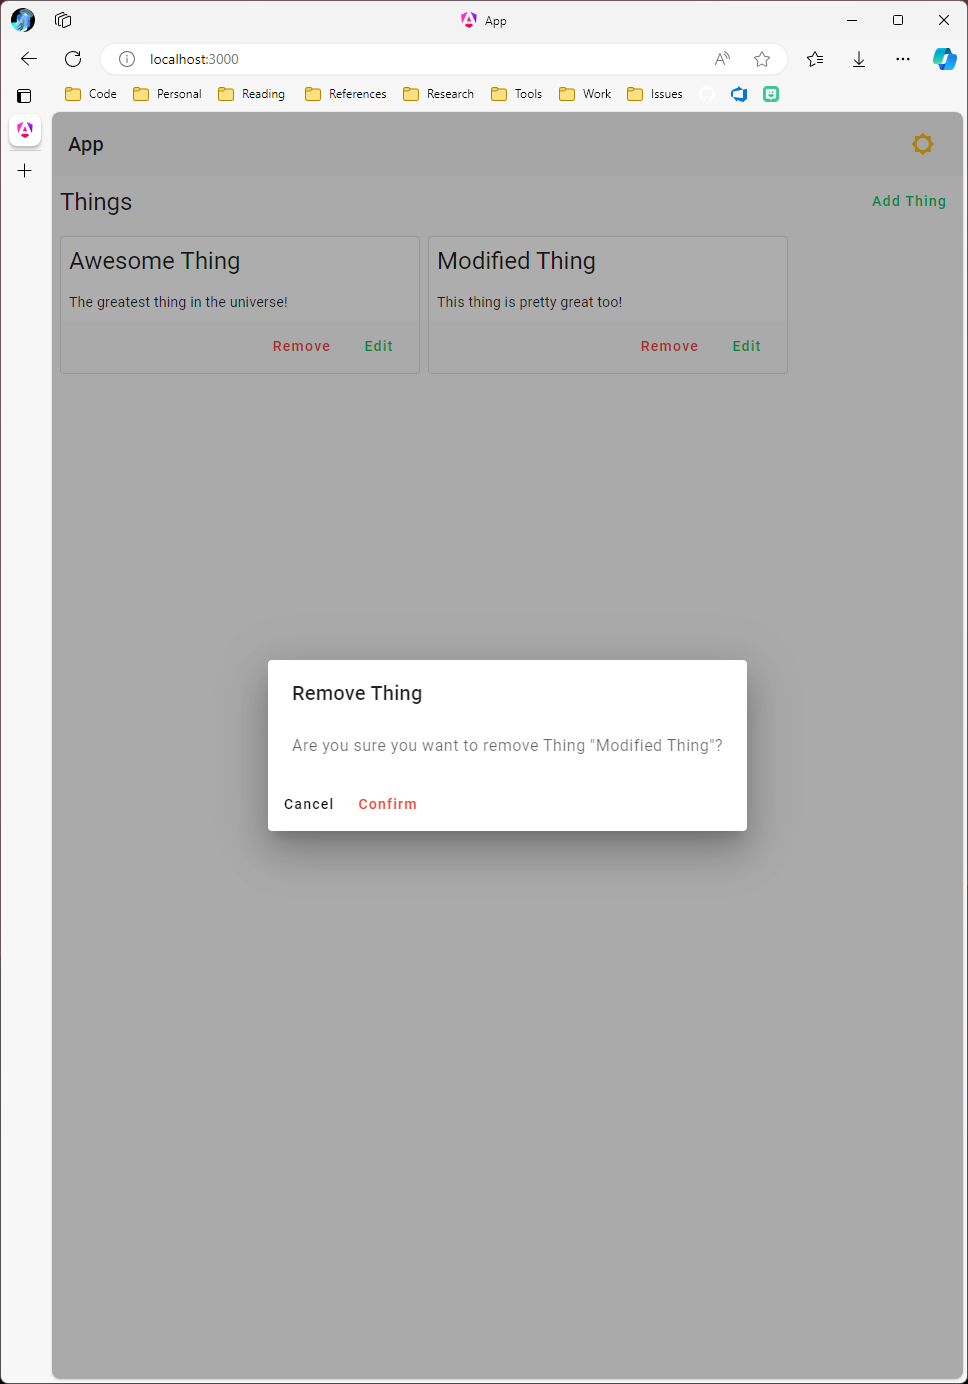 App
localhost:3000
Code Personal Reading References Research Tools Work Issues
App
Things Add Thing
Awesome Thing
The greatest thing in the universe!
Remove Edit
Modified Thing
This thing is pretty great too!
Remove Edit
Remove Thing
Are you sure you want to remove Thing "Modified Thing"?
Cancel Confirm